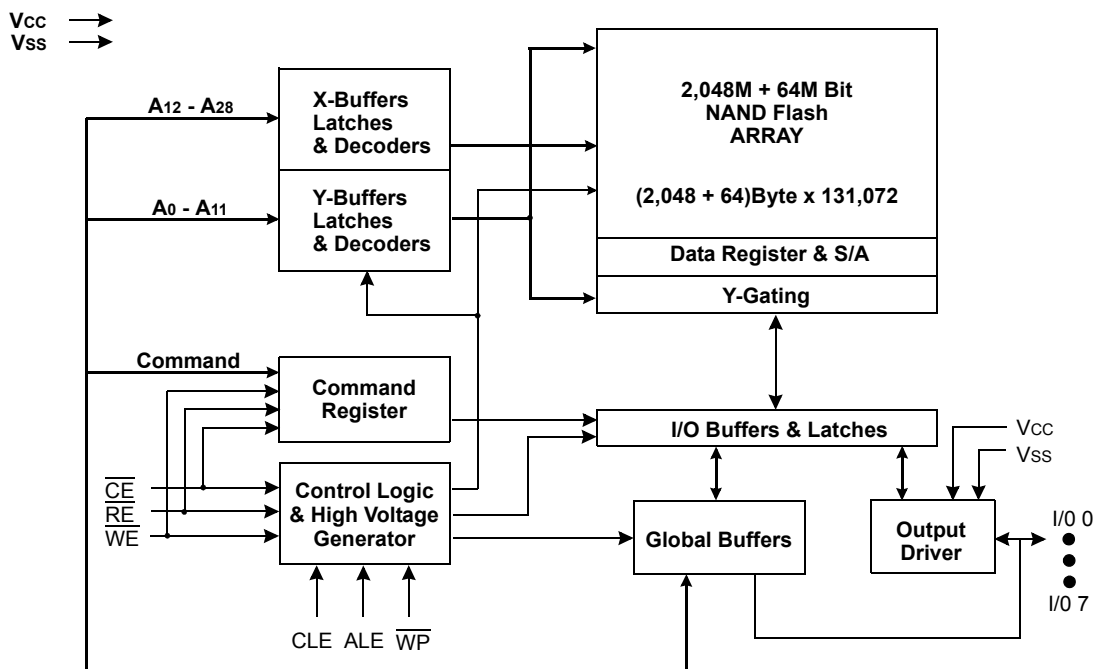 VCC
VSS
A12 - A28
X-Buffers
Latches
& Decoders
A0 - A11
Y-Buffers
Latches
& Decoders
2,048M + 64M Bit
NAND Flash
ARRAY
(2,048 + 64)Byte x 131,072
Data Register & S/A
Y-Gating
Command
Command
Register
I/O Buffers & Latches
VCC
VSS
CE
RE
WE
Control Logic
& High Voltage
Generator
Global Buffers
Output
Driver
I/0 0
I/0 7
CLE ALE WP